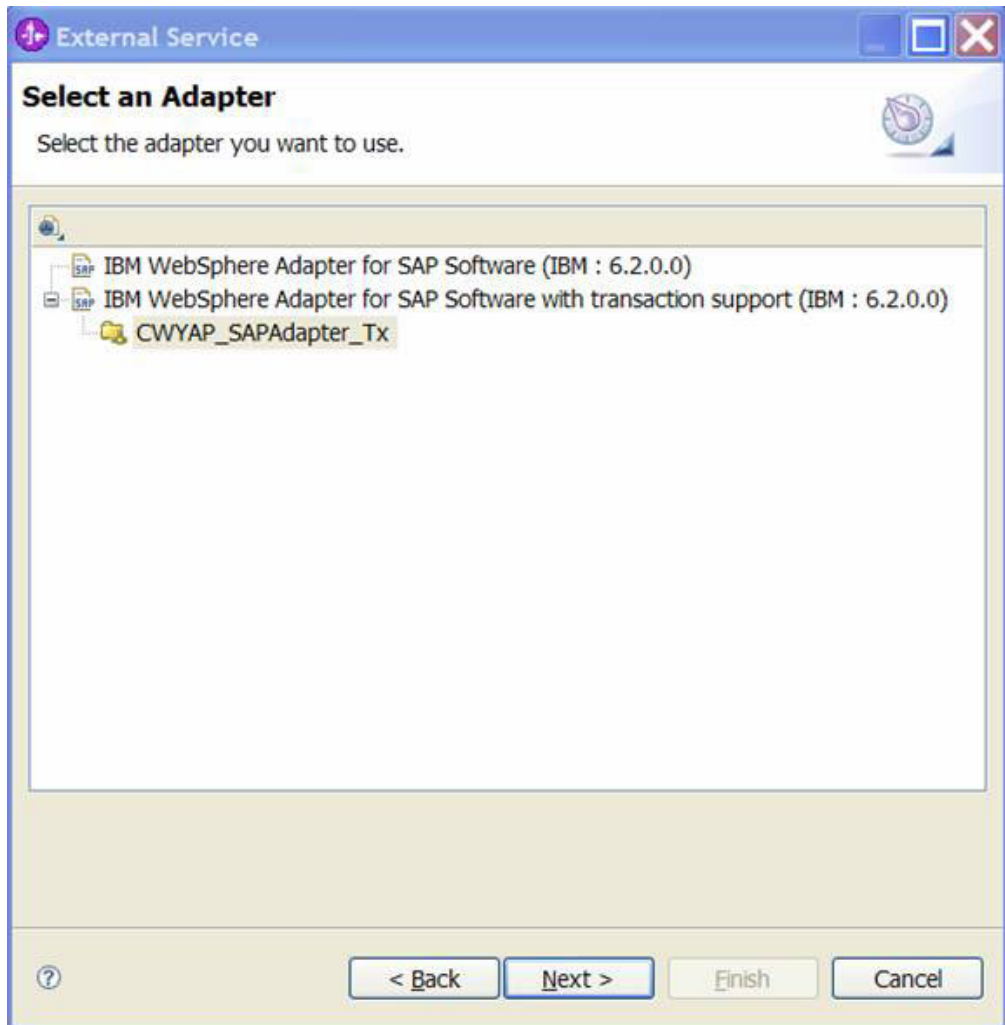 External Service
Select an Adapter
Select the adapter you want to use.
SAP IBM WebSphere Adapter for SAP Software (IBM : 6.2.0.0)
SAP IBM WebSphere Adapter for SAP Software with transaction support (IBM : 6.2.0.0)
CWYAP_SAPAdapter_Tx
? < Back Next > Finish Cancel